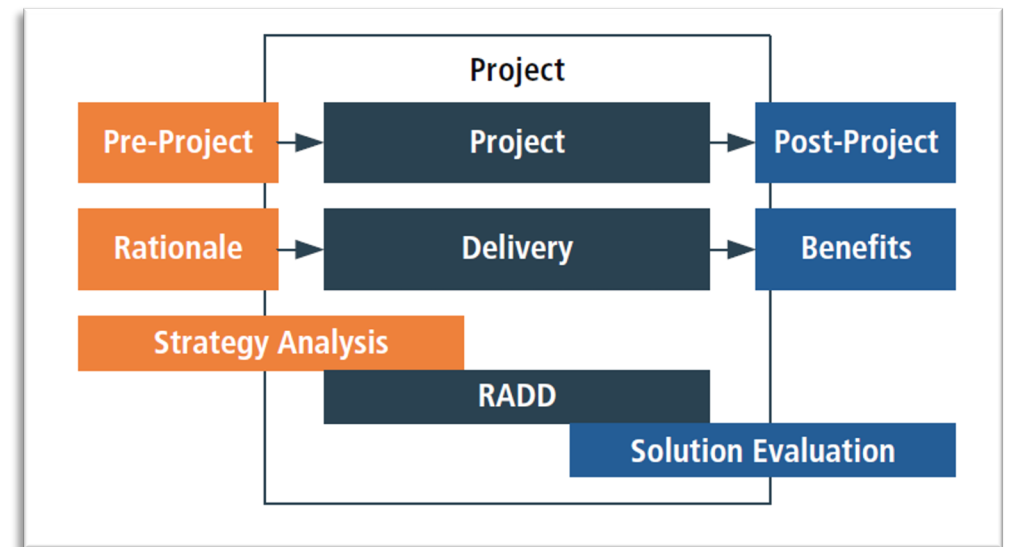 Project
Pre-Project
Project
Post-Project
Rationale
Delivery
Benefits
Strategy Analysis
RADD
Solution Evaluation